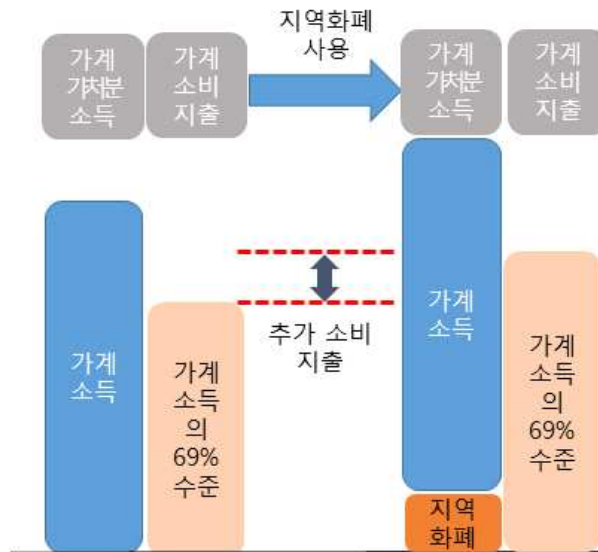 지역화폐
사용
가계
가처분
소득
가계
소비
지출
가계
가처분
소득
가계
소비
지출
가계
소득
가계
소득
의
69%
수준
추가 소비
지출
가계
소득
지역
화폐
가계
소득
의
69%
수준